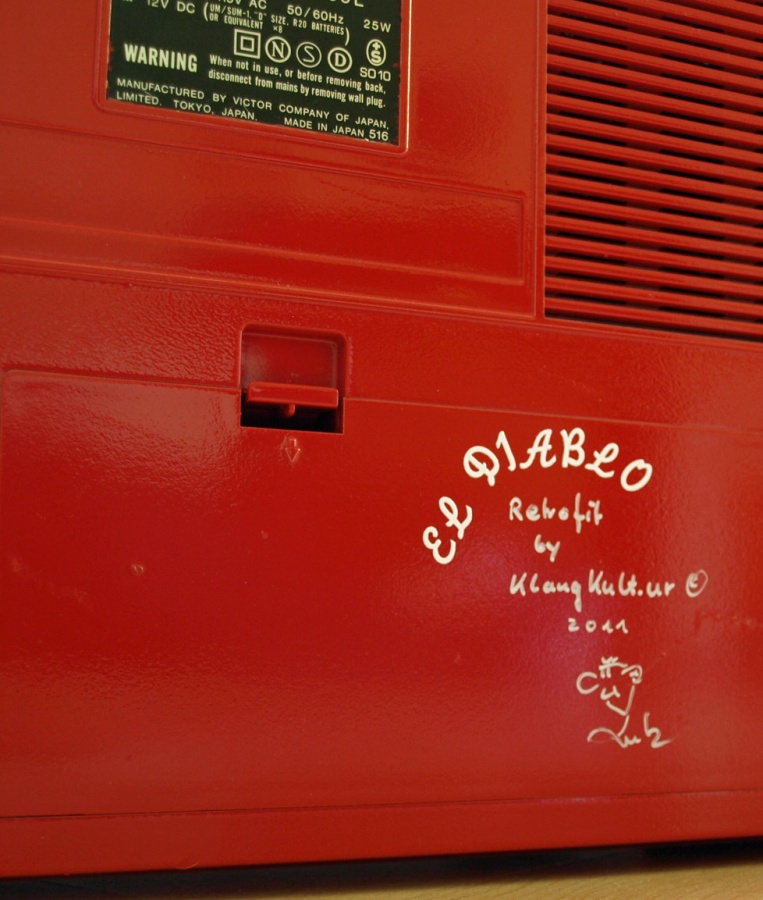 AC 50/60Hz 25W
12V DC (UM/SUM-1,"D" SIZE, R20 BATTERIES OR EQUIVALENT ×8)
N S D S
SO10
WARNING When not in use, or before removing back,
disconnect from mains by removing wall plug.
MANUFACTURED BY VICTOR COMPANY OF JAPAN,
LIMITED. TOKYO, JAPAN. MADE IN JAPAN 516
EL DIABLO
Retrofit
by
KlangKult.ur ©
2011